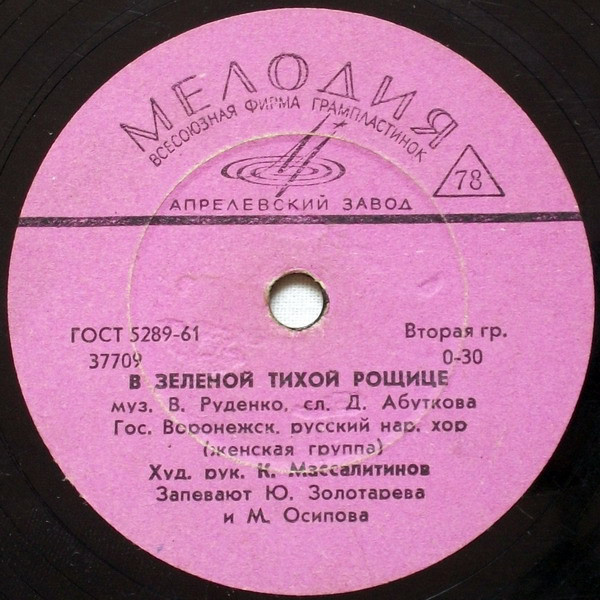 МЕЛОДИЯ
ВСЕСОЮЗНАЯ ФИРМА ГРАМПЛАСТИНОК
78
АПРЕЛЕВСКИЙ ЗАВОД
ГОСТ 5289-61 Вторая гр.
37709 0-30
В ЗЕЛЕНОЙ ТИХОЙ РОЩИЦЕ
муз. В. Руденко, сл. Д. Абуткова
Гос. Воронежск. русский нар. хор
(женская группа)
Худ. рук. К. Массалитинов
Запевают Ю. Золотарева
и М. Осипова